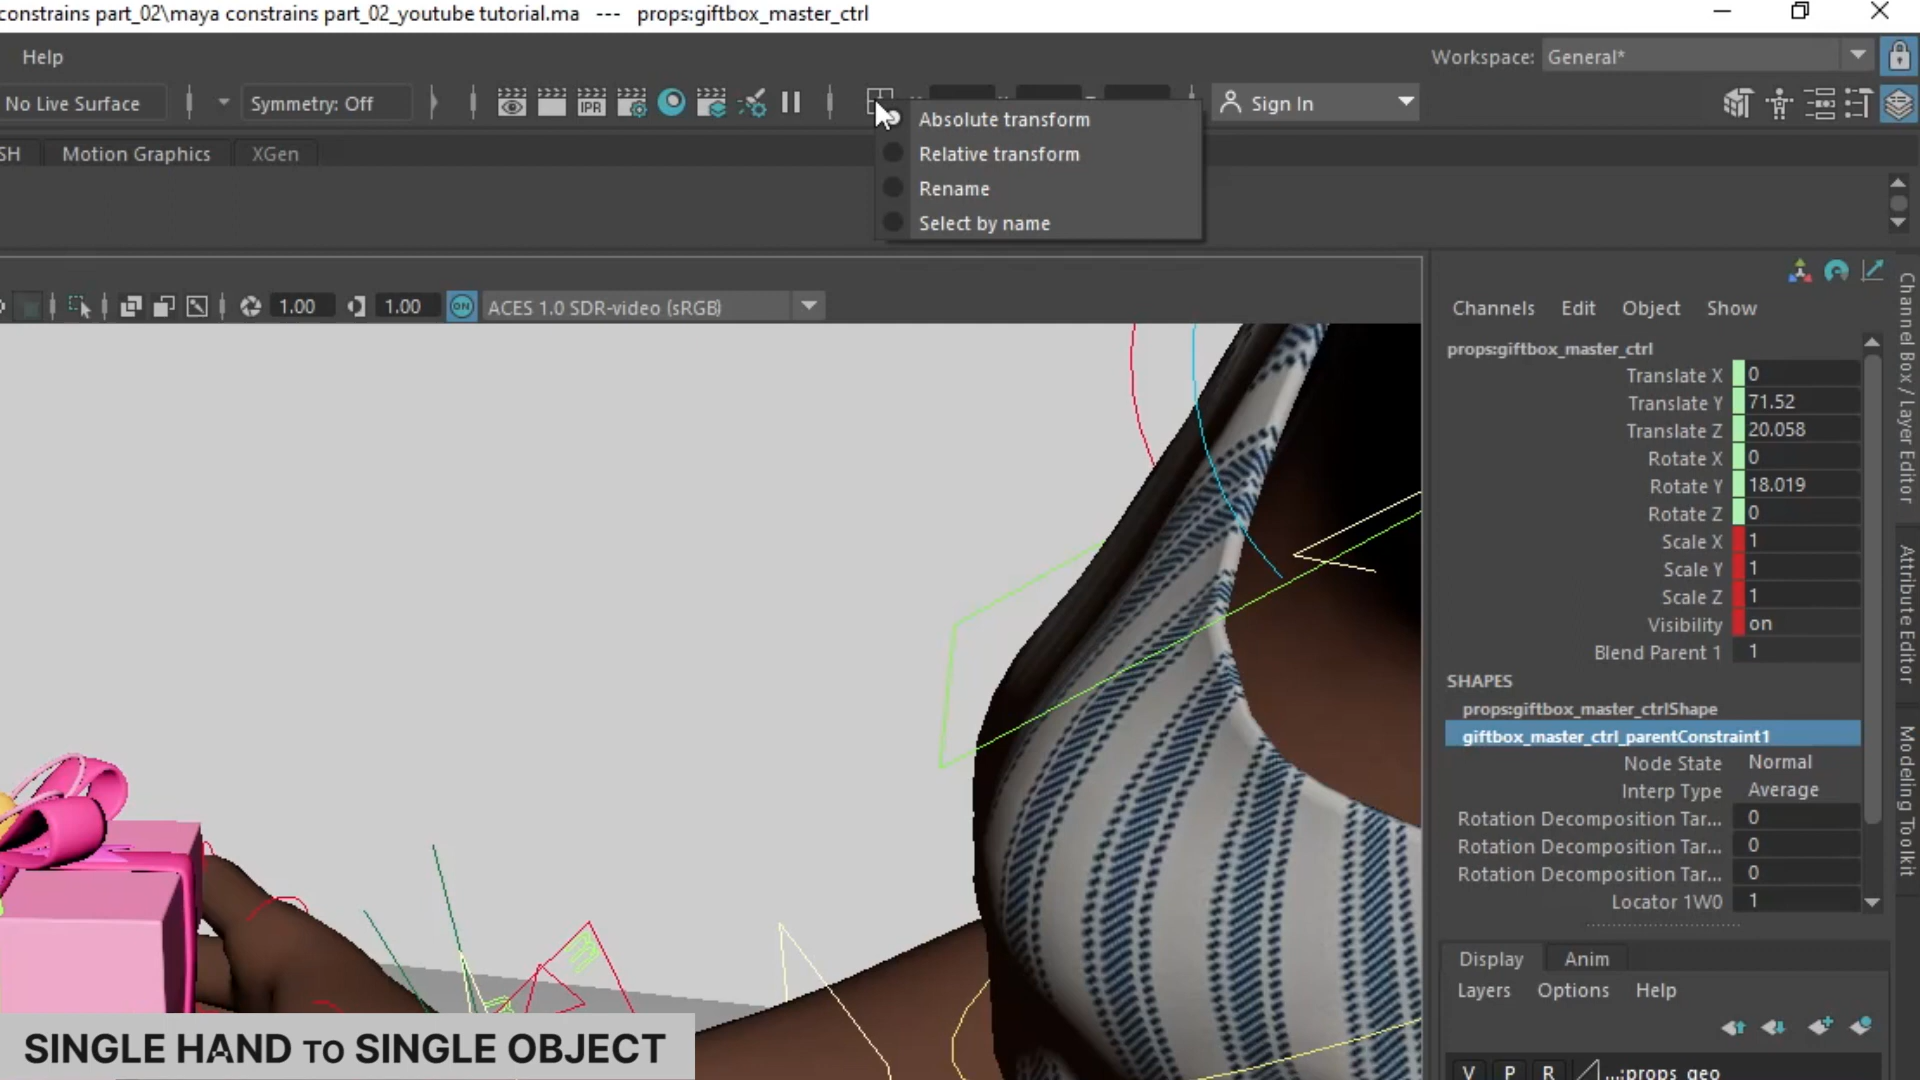 constrains part_02\maya constrains part_02_youtube tutorial.ma --- props:giftbox_master_ctrl
Help
Workspace: General*
No Live Surface
Symmetry: Off
IPR
Sign In
Absolute transform
Relative transform
Rename
Select by name
SH
Motion Graphics
XGen
1.00
1.00
ON
ACES 1.0 SDR-video (sRGB)
Channels Edit Object Show
props:giftbox_master_ctrl
Translate X 0
Translate Y 71.52
Translate Z 20.058
Rotate X 0
Rotate Y 18.019
Rotate Z 0
Scale X 1
Scale Y 1
Scale Z 1
Visibility on
Blend Parent 1 1
SHAPES
props:giftbox_master_ctrlShape
giftbox_master_ctrl_parentConstraint1
Node State Normal
Interp Type Average
Rotation Decomposition Tar... 0
Rotation Decomposition Tar... 0
Rotation Decomposition Tar... 0
Locator 1W0 1
Display Anim
Layers Options Help
V P R ...:props_geo
Channel Box / Layer Editor
Attribute Editor
Modeling Toolkit
SINGLE HAND TO SINGLE OBJECT